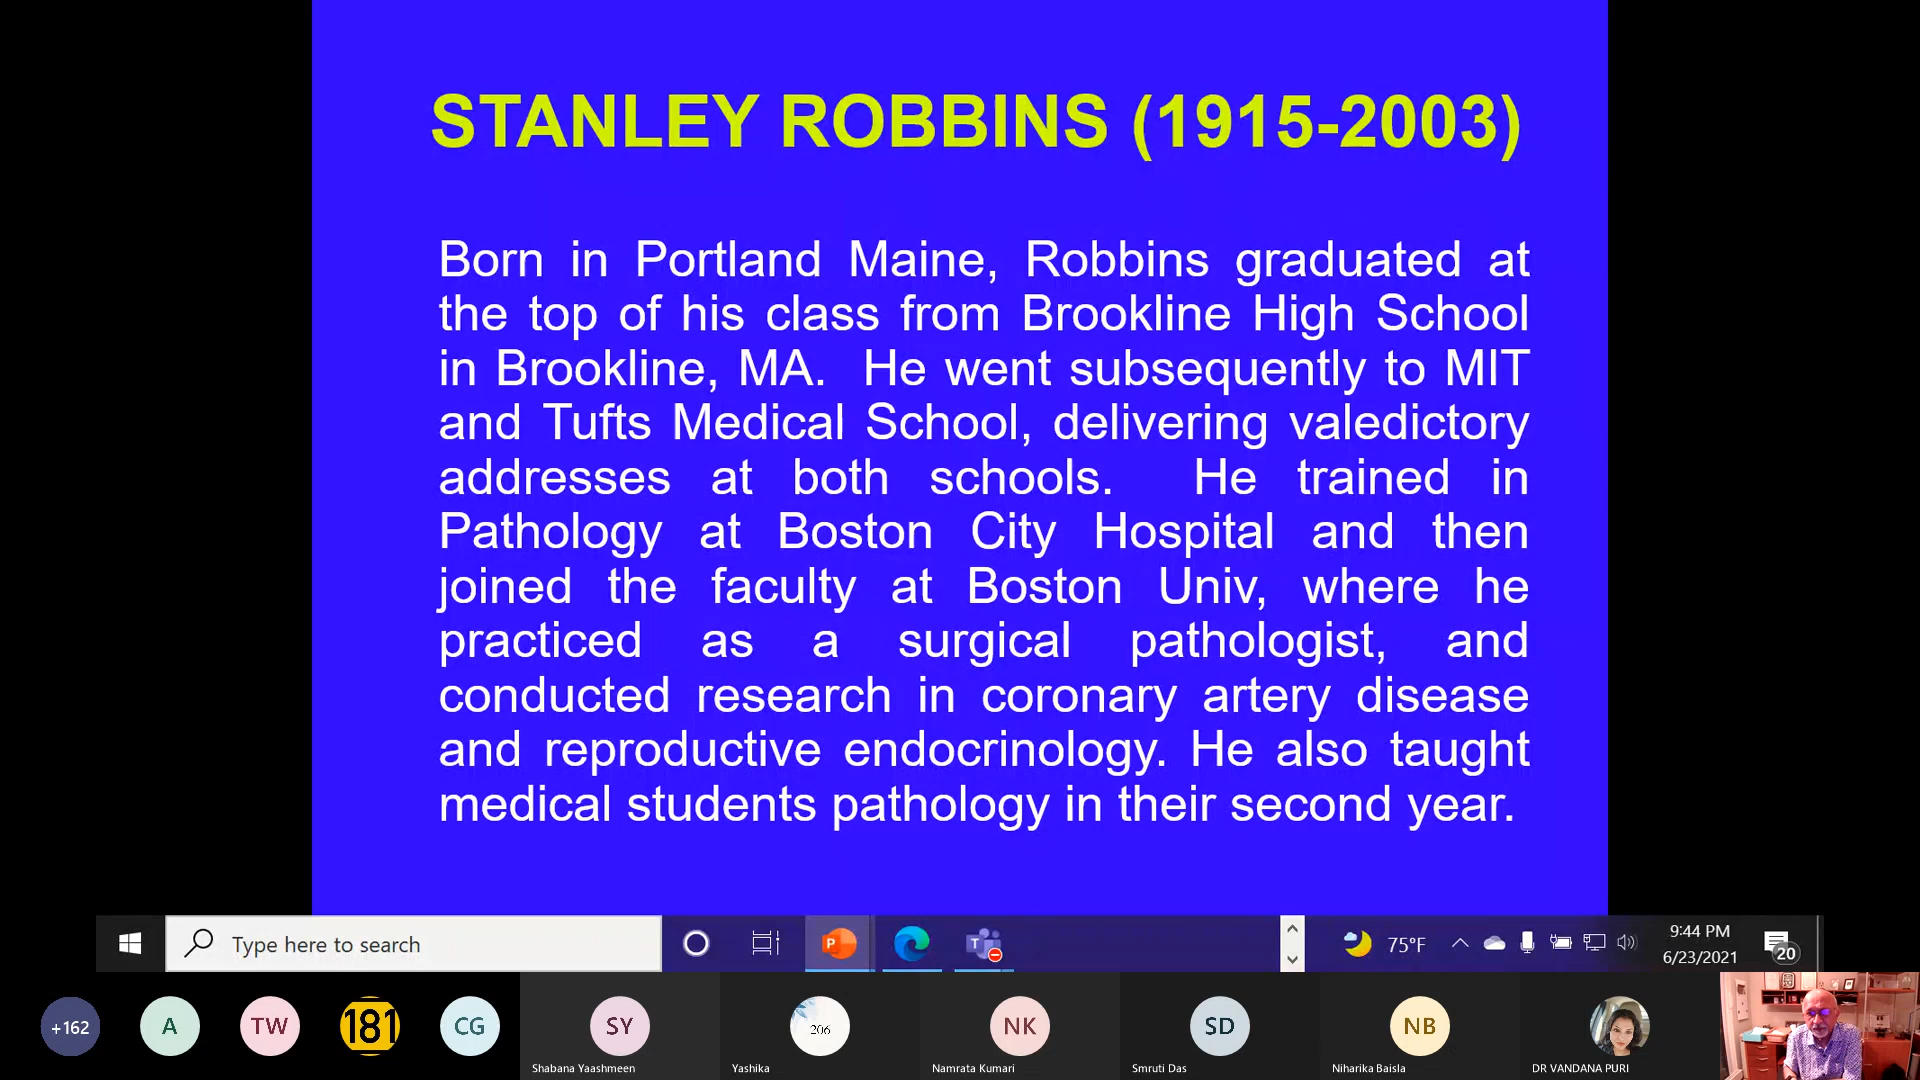 STANLEY ROBBINS (1915-2003)
Born in Portland Maine, Robbins graduated at
the top of his class from Brookline High School
in Brookline, MA. He went subsequently to MIT
and Tufts Medical School, delivering valedictory
addresses at both schools. He trained in
Pathology at Boston City Hospital and then
joined the faculty at Boston Univ, where he
practiced as a surgical pathologist, and
conducted research in coronary artery disease
and reproductive endocrinology. He also taught
medical students pathology in their second year.
Type here to search
P
T
75°F
9:44 PM
6/23/2021
20
+162
A
TW
181
CG
SY
206
NK
SD
NB
Shabana Yaashmeen
Yashika
Namrata Kumari
Smruti Das
Niharika Baisla
DR VANDANA PURI